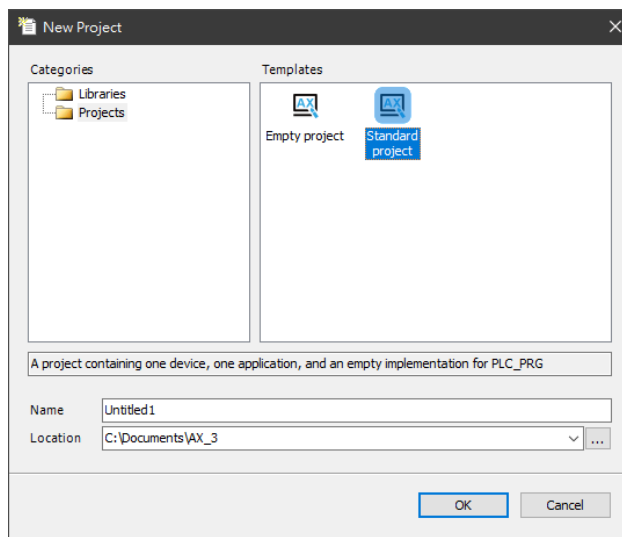 New Project
Categories
Templates
Libraries
Projects
AX
AX
Empty project
Standard
project
A project containing one device, one application, and an empty implementation for PLC_PRG
Name
Untitled1
Location
C:\Documents\AX_3
...
OK
Cancel